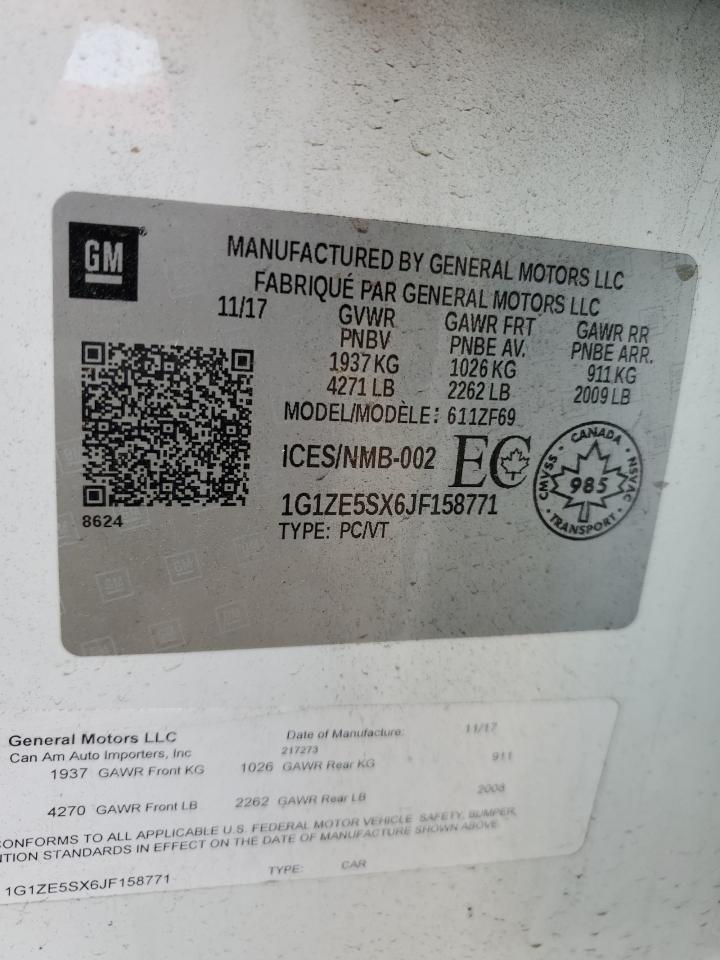 GM
MANUFACTURED BY GENERAL MOTORS LLC
FABRIQUÉ PAR GENERAL MOTORS LLC
11/17 GVWR GAWR FRT GAWR RR
PNBV PNBE AV. PNBE ARR.
1937 KG 1026 KG 911 KG
4271 LB 2262 LB 2009 LB
MODEL/MODÈLE: 611ZF69
ICES/NMB-002 EC
CANADA
CMVSS 985 NSVAC
TRANSPORT
1G1ZE5SX6JF158771
TYPE: PC/VT
8624
General Motors LLC Date of Manufacture: 11/17
Can Am Auto Importers, Inc 217273
1937 GAWR Front KG 1026 GAWR Rear KG 911
4270 GAWR Front LB 2262 GAWR Rear LB 2008
CONFORMS TO ALL APPLICABLE U.S. FEDERAL MOTOR VEHICLE SAFETY, BUMPER,
NTION STANDARDS IN EFFECT ON THE DATE OF MANUFACTURE SHOWN ABOVE
1G1ZE5SX6JF158771 TYPE: CAR